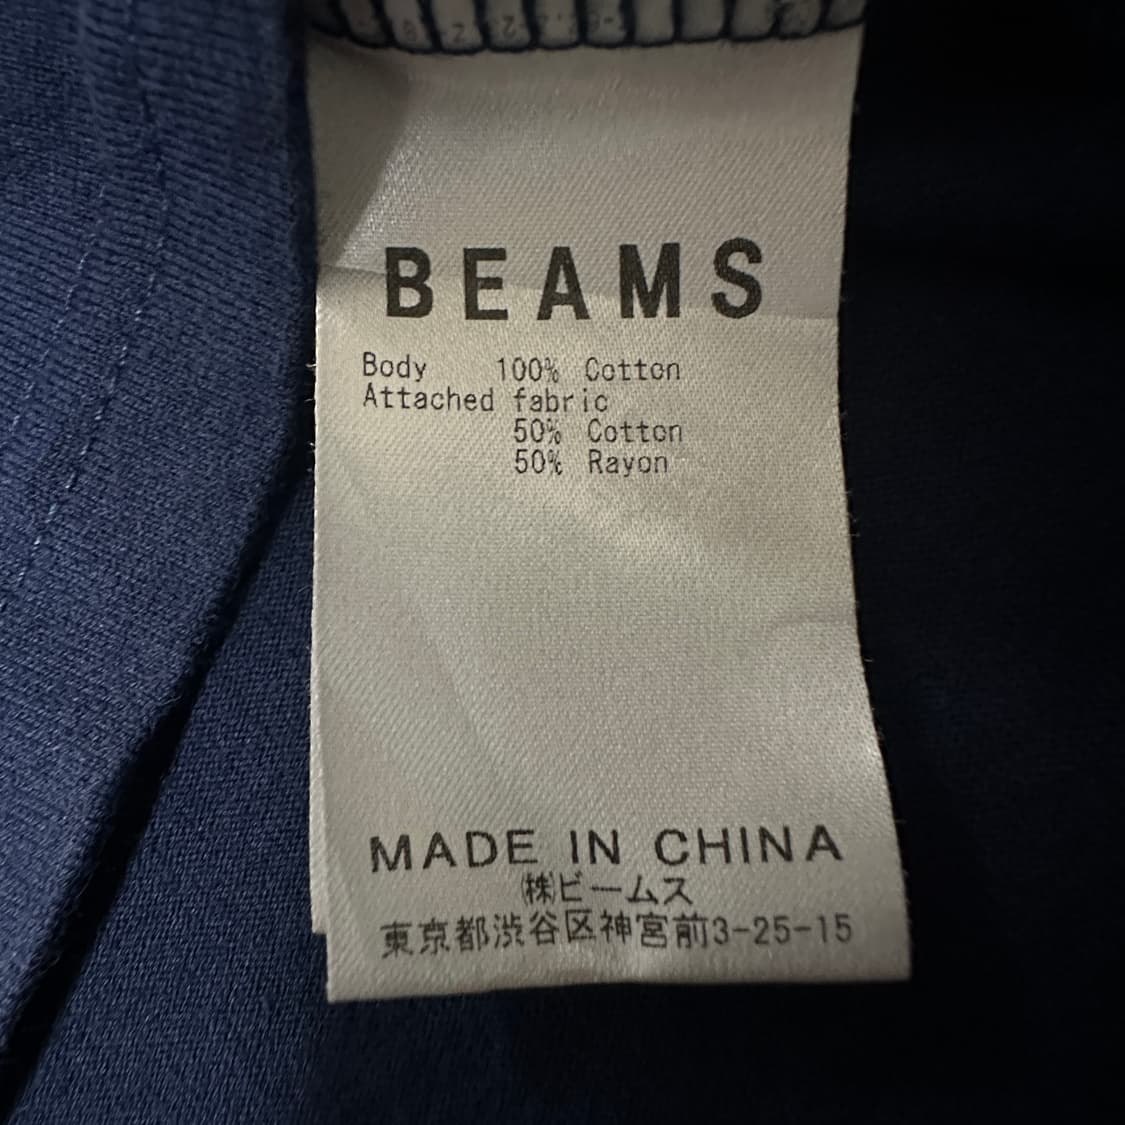 BEAMS
Body 100% Cotton
Attached fabric
50% Cotton
50% Rayon
MADE IN CHINA
㈱ビームス
東京都渋谷区神宮前3-25-15